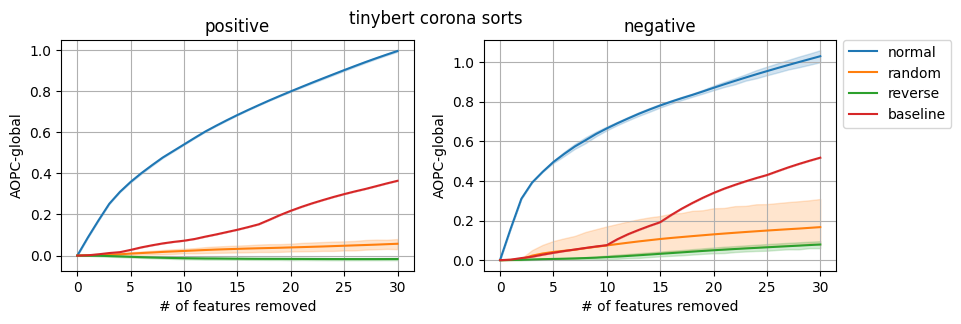 tinybert corona sorts
positive
negative
AOPC-global
1.0
0.8
0.6
0.4
0.2
0.0
0 5 10 15 20 25 30
# of features removed
AOPC-global
1.0
0.8
0.6
0.4
0.2
0.0
0 5 10 15 20 25 30
# of features removed
normal
random
reverse
baseline